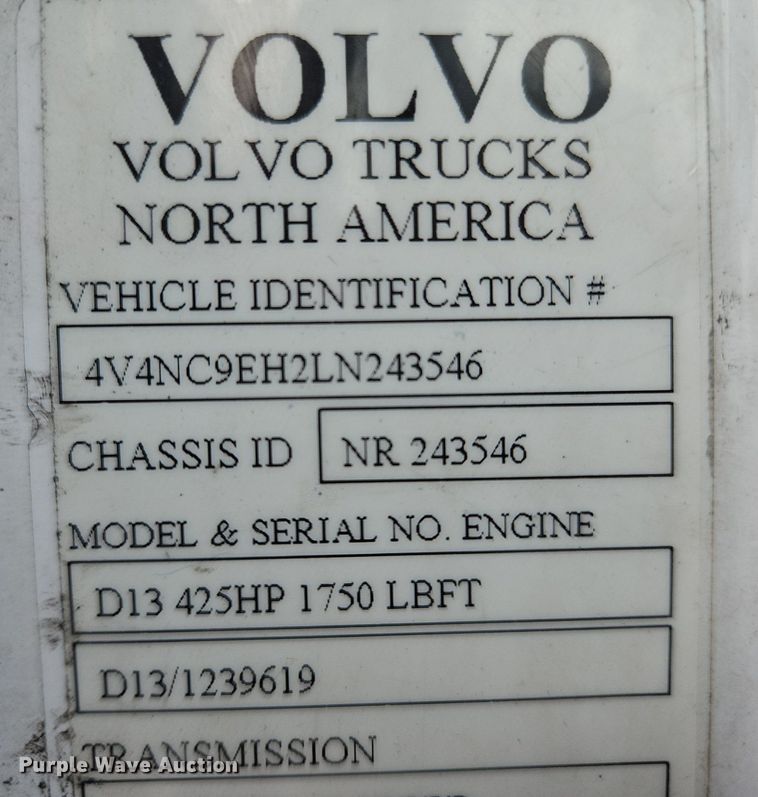 VOLVO
VOLVO TRUCKS
NORTH AMERICA
VEHICLE IDENTIFICATION #
4V4NC9EH2LN243546
CHASSIS ID NR 243546
MODEL & SERIAL NO. ENGINE
D13 425HP 1750 LBFT
D13/1239619
TRANSMISSION
Purple Wave Auction